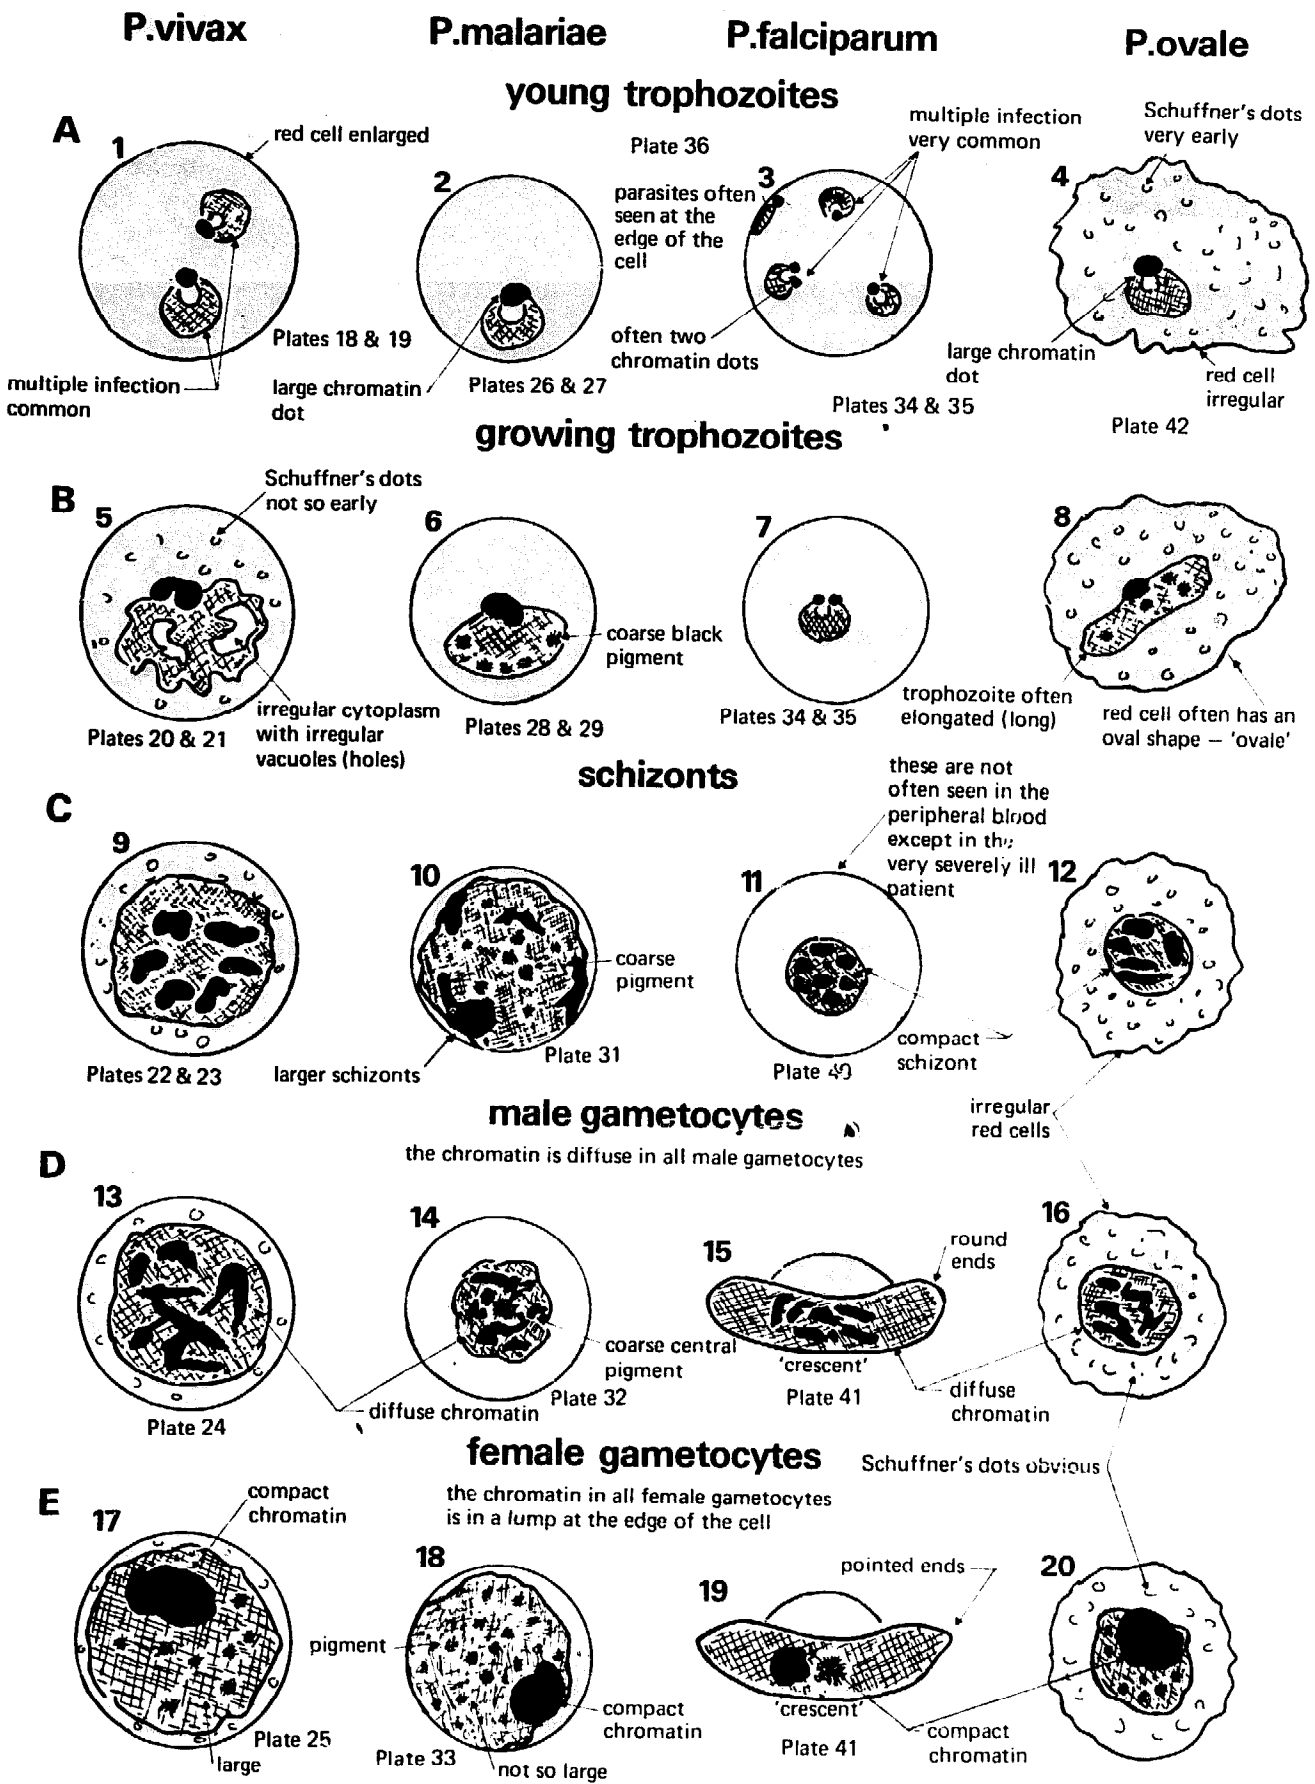 P.vivax
P.malariae
P.falciparum
P.ovale
young trophozoites
A
1
red cell enlarged
multiple infection
common
Plates 18 & 19
2
large chromatin
dot
Plates 26 & 27
Plate 36
3
parasites often
seen at the
edge of the
cell
multiple infection
very common
often two
chromatin dots
Plates 34 & 35
4
Schuffner's dots
very early
large chromatin
dot
red cell
irregular
Plate 42
growing trophozoites
B
5
Schuffner's dots
not so early
irregular cytoplasm
with irregular
vacuoles (holes)
Plates 20 & 21
6
coarse black
pigment
Plates 28 & 29
7
Plates 34 & 35
8
trophozoite often
elongated (long)
red cell often has an
oval shape – 'ovale'
schizonts
C
9
Plates 22 & 23
10
coarse
pigment
larger schizonts
Plate 31
11
these are not
often seen in the
peripheral blood
except in the
very severely ill
patient
Plate 40
compact
schizont
12
irregular
red cells
male gametocytes
the chromatin is diffuse in all male gametocytes
D
13
Plate 24
14
coarse central
pigment
diffuse chromatin
Plate 32
15
round
ends
'crescent'
Plate 41
diffuse
chromatin
16
Schuffner's dots obvious
female gametocytes
the chromatin in all female gametocytes
is in a lump at the edge of the cell
E
17
compact
chromatin
large
Plate 25
18
pigment
compact
chromatin
not so large
Plate 33
19
pointed ends
'crescent'
Plate 41
compact
chromatin
20